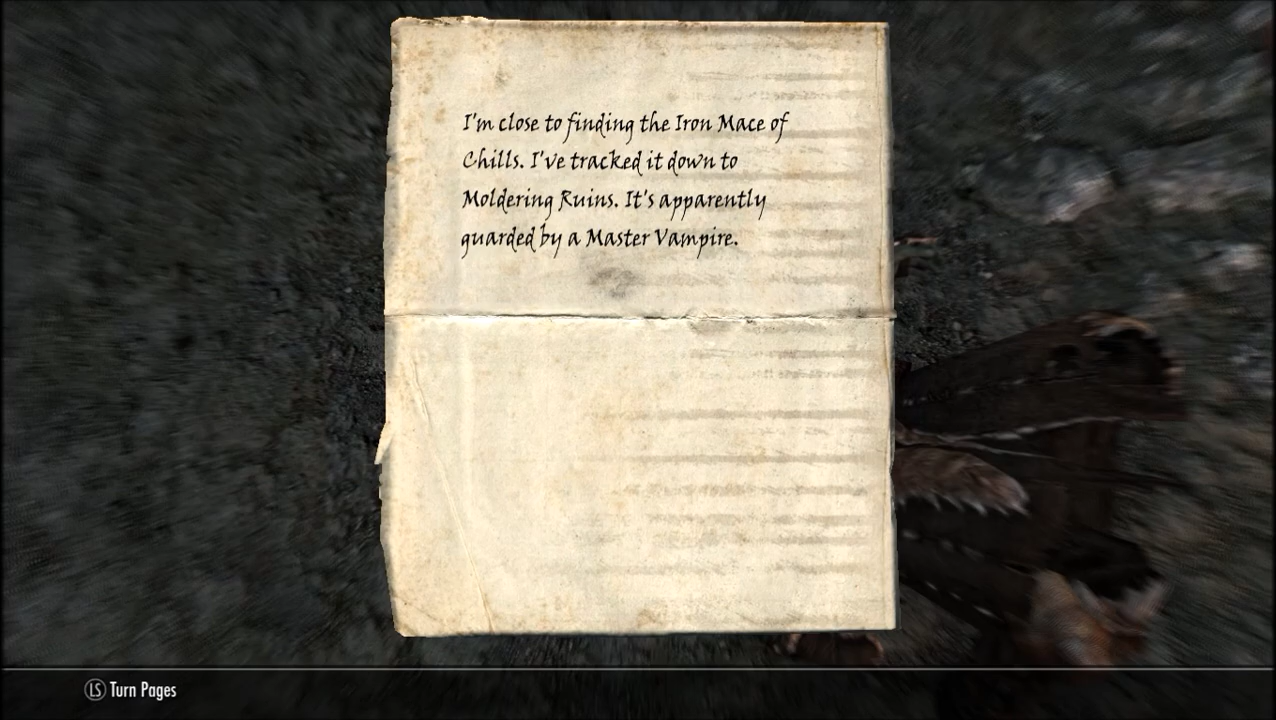 I'm close to finding the Iron Mace of
Chills. I've tracked it down to
Moldering Ruins. It's apparently
guarded by a Master Vampire.
LS Turn Pages